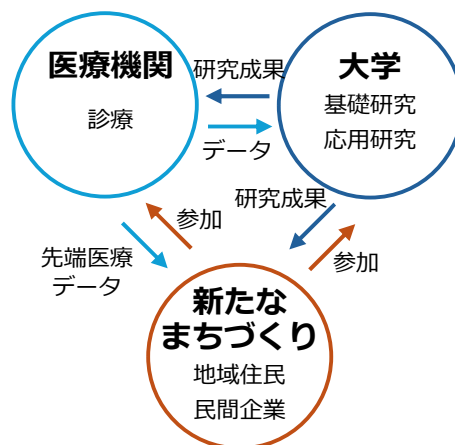 医療機関
診療
研究成果
データ
大学
基礎研究
応用研究
研究成果
参加
参加
先端医療
データ
新たな
まちづくり
地域住民
民間企業